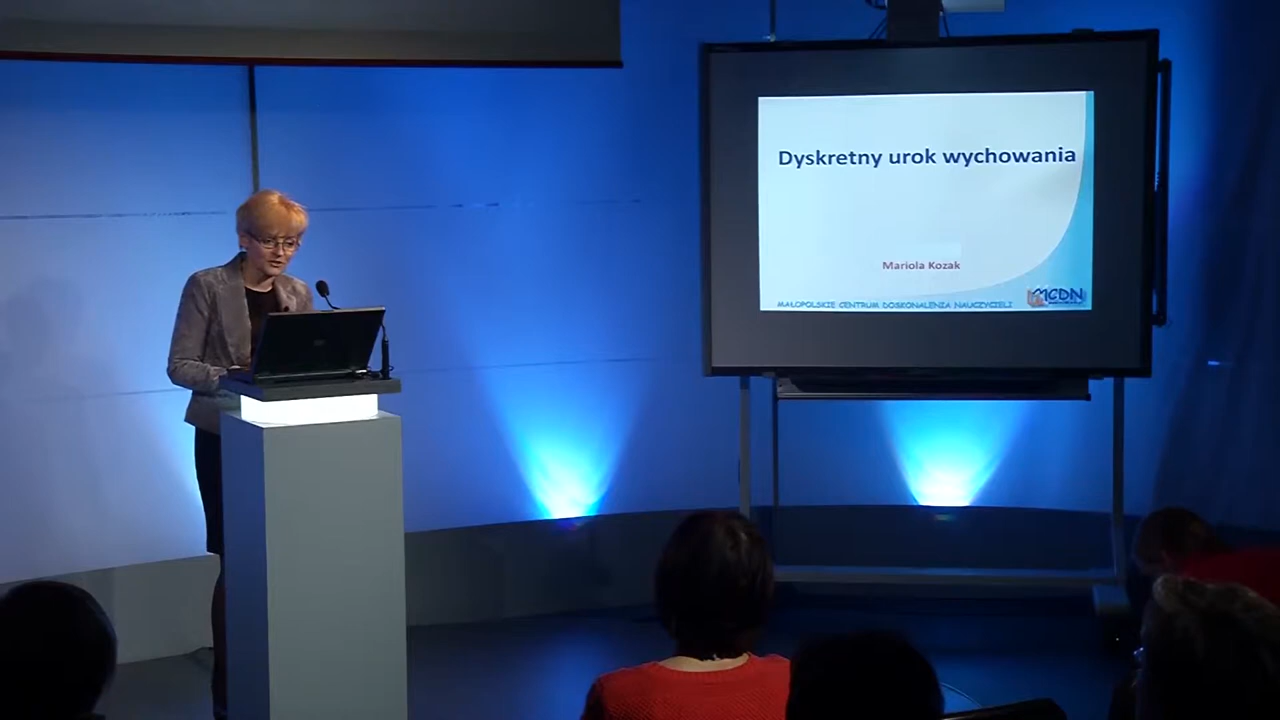 Dyskretny urok wychowania
Mariola Kozak
MAŁOPOLSKIE CENTRUM DOSKONALENIA NAUCZYCIELI
MCDN